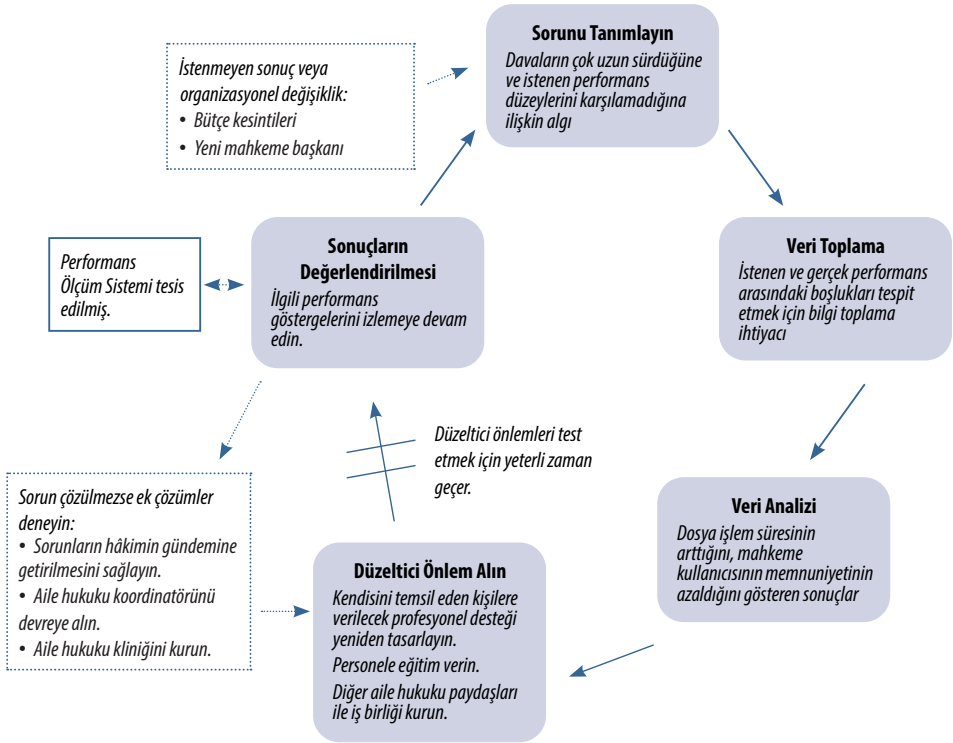 Sorunu Tanımlayın
Davaların çok uzun sürdüğüne
ve istenen performans
düzeylerini karşılamadığına
ilişkin algı
İstenmeyen sonuç veya
organizasyonel değişiklik:
• Bütçe kesintileri
• Yeni mahkeme başkanı
Veri Toplama
İstenen ve gerçek performans
arasındaki boşlukları tespit
etmek için bilgi toplama
ihtiyacı
Sonuçların
Değerlendirilmesi
İlgili performans
göstergelerini izlemeye devam
edin.
Performans
Ölçüm Sistemi tesis
edilmiş.
Düzeltici önlemleri test
etmek için yeterli zaman
geçer.
Veri Analizi
Dosya işlem süresinin
arttığını, mahkeme
kullanıcısının memnuniyetinin
azaldığını gösteren sonuçlar
Sorun çözülmezse ek çözümler
deneyin:
• Sorunların hâkimin gündemine
getirilmesini sağlayın.
• Aile hukuku koordinatörünü
devreye alın.
• Aile hukuku kliniğini kurun.
Düzeltici Önlem Alın
Kendisini temsil eden kişilere
verilecek profesyonel desteği
yeniden tasarlayın.
Personele eğitim verin.
Diğer aile hukuku paydaşları
ile iş birliği kurun.